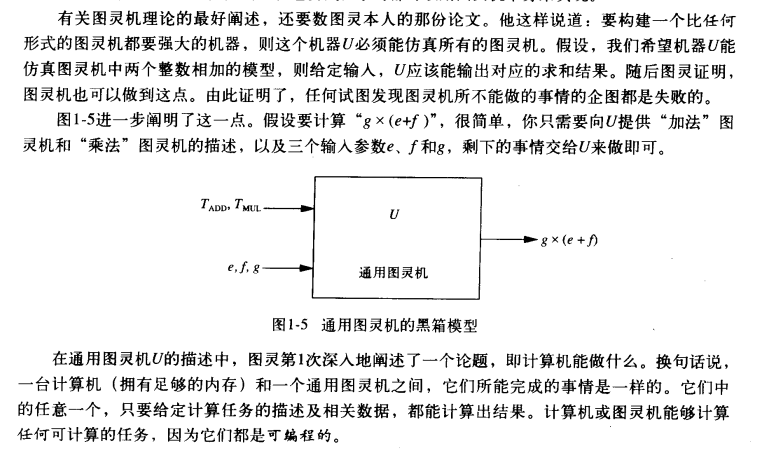 有关图灵机理论的最好阐述，还要数图灵本人的那份论文。他这样说道：要构建一个比任何
形式的图灵机都要强大的机器，则这个机器U必须能仿真所有的图灵机。假设，我们希望机器U能
仿真图灵机中两个整数相加的模型，则给定输入，U应该能输出对应的求和结果。随后图灵证明，
图灵机也可以做到这点。由此证明了，任何试图发现图灵机所不能做的事情的企图都是失败的。
图1-5进一步阐明了这一点。假设要计算“g×(e+f)”，很简单，你只需要向U提供“加法”图
灵机和“乘法”图灵机的描述，以及三个输入参数e、f和g，剩下的事情交给U来做即可。
TADD, TMUL
U
g×(e+f)
e, f, g
通用图灵机
图1-5 通用图灵机的黑箱模型
在通用图灵机U的描述中，图灵第1次深入地阐述了一个论题，即计算机能做什么。换句话说，
一台计算机（拥有足够的内存）和一个通用图灵机之间，它们所能完成的事情是一样的。它们中
的任意一个，只要给定计算任务的描述及相关数据，都能计算出结果。计算机或图灵机能够计算
任何可计算的任务，因为它们都是可编程的。